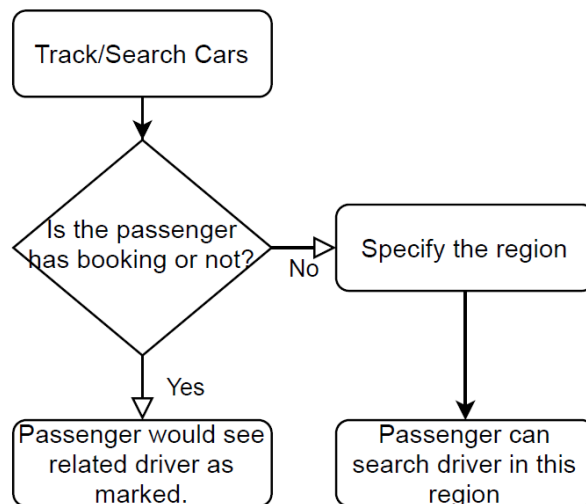 Track/Search Cars
Is the passenger
has booking or not?
No
Specify the region
Yes
Passenger would see
related driver as
marked.
Passenger can
search driver in this
region